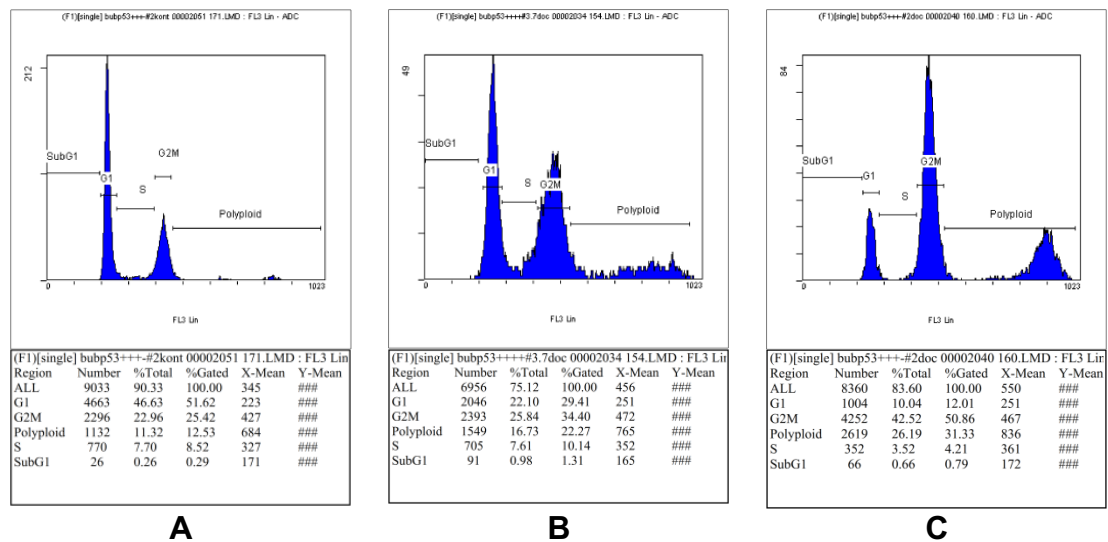 (F1)[single] bubp53+++-#2kont 00002051 171.LMD : FL3 Lin - ADC
212
SubG1
G1
S
G2M
Polyploid
0
1023
FL3 Lin
(F1)[single] bubp53+++-#2kont 00002051 171.LMD : FL3 Lin
Region Number %Total %Gated X-Mean Y-Mean
ALL 9033 90.33 100.00 345 ###
G1 4663 46.63 51.62 223 ###
G2M 2296 22.96 25.42 427 ###
Polyploid 1132 11.32 12.53 684 ###
S 770 7.70 8.52 327 ###
SubG1 26 0.26 0.29 171 ###
A
(F1)[single] bubp53++++#3.7doc 00002034 154.LMD : FL3 Lin - ADC
49
SubG1
G1
S
G2M
Polyploid
0
1023
FL3 Lin
(F1)[single] bubp53++++#3.7doc 00002034 154.LMD : FL3 Lin
Region Number %Total %Gated X-Mean Y-Mean
ALL 6956 75.12 100.00 456 ###
G1 2046 22.10 29.41 251 ###
G2M 2393 25.84 34.40 472 ###
Polyploid 1549 16.73 22.27 765 ###
S 705 7.61 10.14 352 ###
SubG1 91 0.98 1.31 165 ###
B
(F1)[single] bubp53+++-#2doc 00002040 160.LMD : FL3 Lin - ADC
84
SubG1
G1
S
G2M
Polyploid
0
1023
FL3 Lin
(F1)[single] bubp53+++-#2doc 00002040 160.LMD : FL3 Lin
Region Number %Total %Gated X-Mean Y-Mean
ALL 8360 83.60 100.00 550 ###
G1 1004 10.04 12.01 251 ###
G2M 4252 42.52 50.86 467 ###
Polyploid 2619 26.19 31.33 836 ###
S 352 3.52 4.21 361 ###
SubG1 66 0.66 0.79 172 ###
C